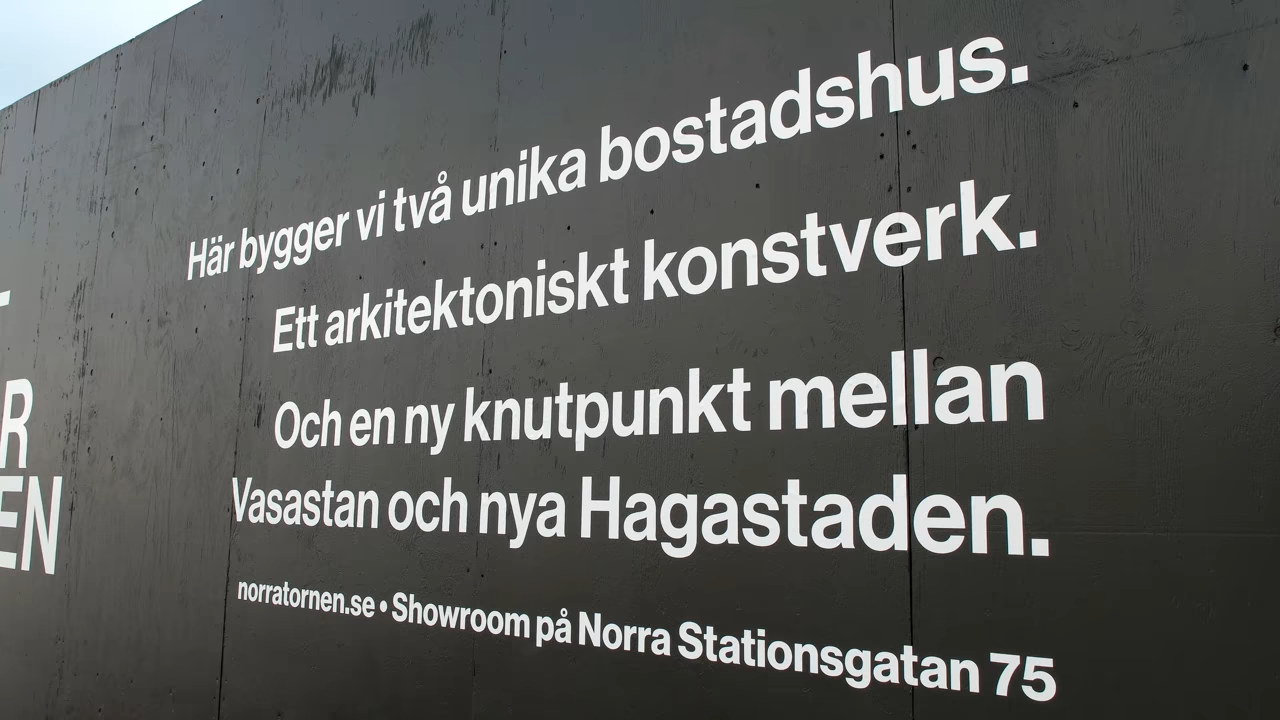 Här bygger vi två unika bostadshus.
Ett arkitektoniskt konstverk.
Och en ny knutpunkt mellan
Vasastan och nya Hagastaden.
norratornen.se • Showroom på Norra Stationsgatan 75